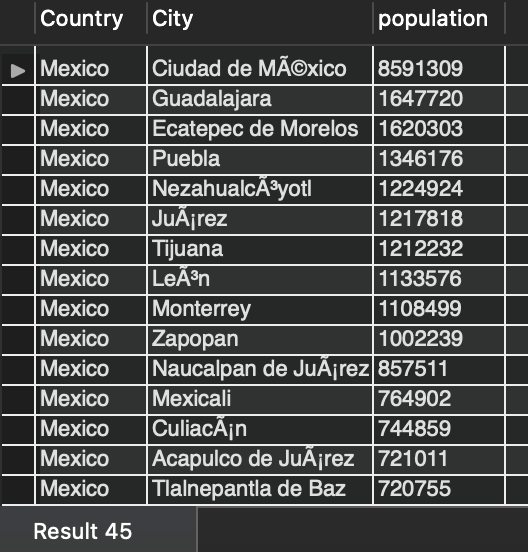 Country City population
Mexico Ciudad de MÃ©xico 8591309
Mexico Guadalajara 1647720
Mexico Ecatepec de Morelos 1620303
Mexico Puebla 1346176
Mexico NezahualcÃ³yotl 1224924
Mexico JuÃ¡rez 1217818
Mexico Tijuana 1212232
Mexico LeÃ³n 1133576
Mexico Monterrey 1108499
Mexico Zapopan 1002239
Mexico Naucalpan de JuÃ¡rez 857511
Mexico Mexicali 764902
Mexico CuliacÃ¡n 744859
Mexico Acapulco de JuÃ¡rez 721011
Mexico Tlalnepantla de Baz 720755
Result 45